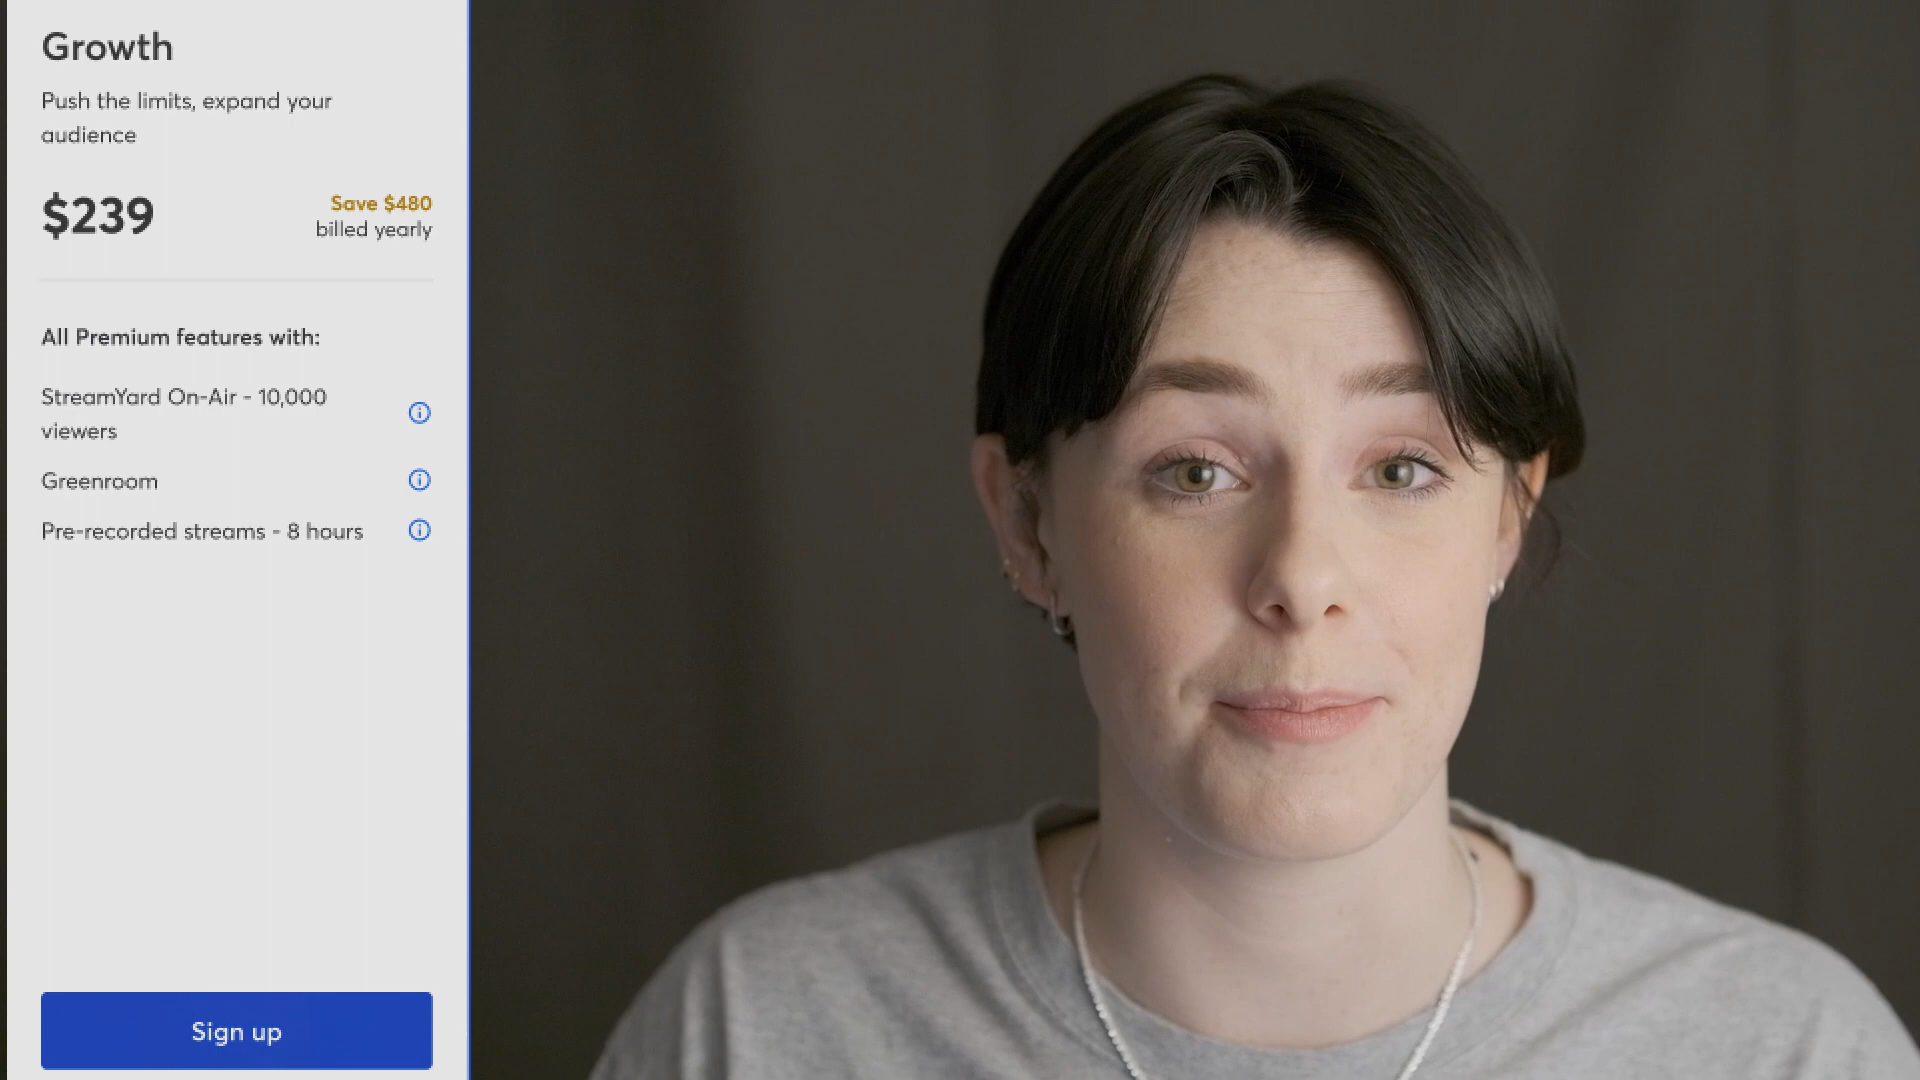 Growth
Push the limits, expand your
audience
$239
Save $480
billed yearly
All Premium features with:
StreamYard On-Air - 10,000
viewers
Greenroom
Pre-recorded streams - 8 hours
Sign up